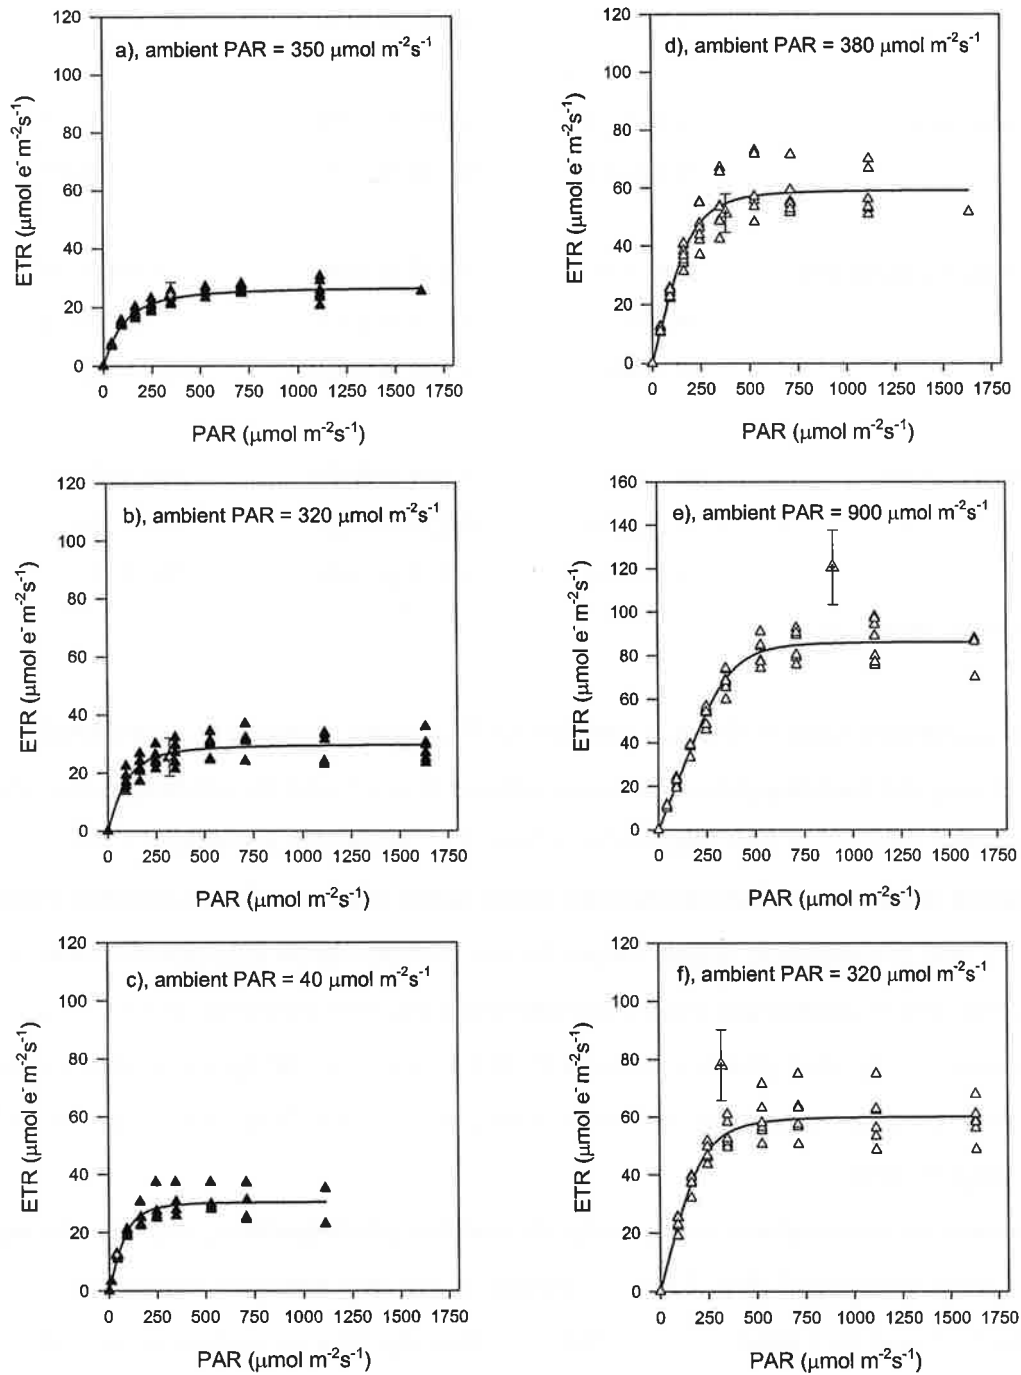 a), ambient PAR = 350 μmol m⁻²s⁻¹
120
100
80
60
40
20
0
ETR (μmol e⁻ m⁻²s⁻¹)
0 250 500 750 1000 1250 1500 1750
PAR (μmol m⁻²s⁻¹)
d), ambient PAR = 380 μmol m⁻²s⁻¹
120
100
80
60
40
20
0
ETR (μmol e⁻ m⁻²s⁻¹)
0 250 500 750 1000 1250 1500 1750
PAR (μmol m⁻²s⁻¹)
b), ambient PAR = 320 μmol m⁻²s⁻¹
120
100
80
60
40
20
0
ETR (μmol e⁻ m⁻²s⁻¹)
0 250 500 750 1000 1250 1500 1750
PAR (μmol m⁻²s⁻¹)
e), ambient PAR = 900 μmol m⁻²s⁻¹
160
140
120
100
80
60
40
20
0
ETR (μmol e⁻ m⁻²s⁻¹)
0 250 500 750 1000 1250 1500 1750
PAR (μmol m⁻²s⁻¹)
c), ambient PAR = 40 μmol m⁻²s⁻¹
120
100
80
60
40
20
0
ETR (μmol e⁻ m⁻²s⁻¹)
0 250 500 750 1000 1250 1500 1750
PAR (μmol m⁻²s⁻¹)
f), ambient PAR = 320 μmol m⁻²s⁻¹
120
100
80
60
40
20
0
ETR (μmol e⁻ m⁻²s⁻¹)
0 250 500 750 1000 1250 1500 1750
PAR (μmol m⁻²s⁻¹)